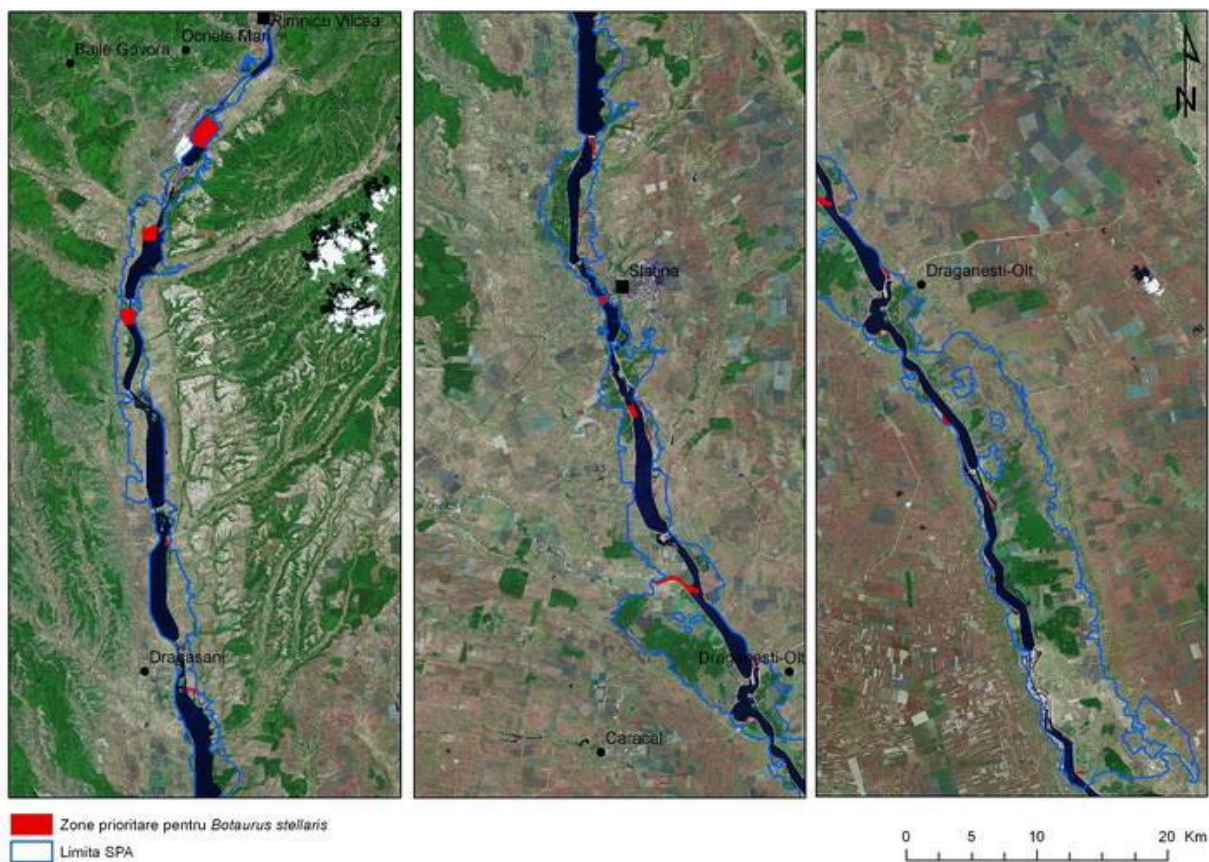 Rimnicu Vilcea
Ocnele Mari
Baile Govora
Dragasani
Slatina
Draganesti-Olt
Caracal
Draganesti-Olt
N
Zone prioritare pentru Botaurus stellaris
Limita SPA
0 5 10 20 Km